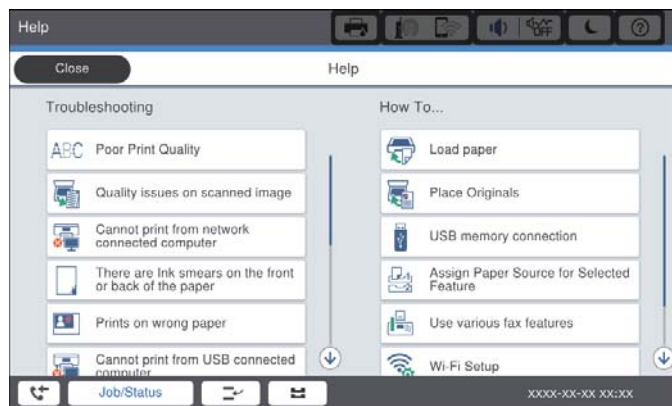 Help
OFF
Close
Help
Troubleshooting
How To...
ABC
Poor Print Quality
Load paper
Quality issues on scanned image
Place Originals
Cannot print from network
connected computer
USB memory connection
There are Ink smears on the front
or back of the paper
Assign Paper Source for Selected
Feature
Prints on wrong paper
Use various fax features
Cannot print from USB connected
computer
Wi-Fi Setup
Job/Status
xxxx-xx-xx xx:xx